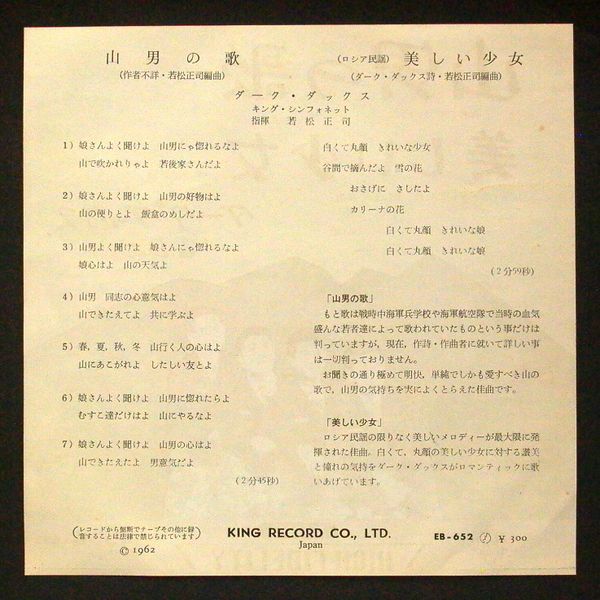 山男の歌
(作者不詳・若松正司編曲)
(ロシア民謡) 美しい少女
(ダーク・ダックス詩・若松正司編曲)
ダーク・ダックス
キング・シンフォネット
指揮 若松正司
1) 娘さんよく聞けよ 山男にゃ惚れるなよ
山で吹かれりゃよ 若後家さんだよ
2) 娘さんよく聞けよ 山男の好物はよ
山の便りとよ 飯盒のめしだよ
3) 山男よく聞けよ 娘さんにゃ惚れるなよ
娘心はよ 山の天気よ
4) 山男 同志の心意気はよ
山できたえてよ 共に学ぶよ
5) 春、夏、秋、冬 山行く人の心はよ
山にあこがれよ したしい友とよ
6) 娘さんよく聞けよ 山男に惚れたらよ
むすこ達だけはよ 山にやるなよ
7) 娘さんよく聞けよ 山男の心はよ
山できたえたよ 男意気だよ
(2分45秒)
白くて丸顔 きれいな少女
谷間で摘んだよ 雪の花
おさげに さしたよ
カリーナの花
白くて丸顔 きれいな娘
白くて丸顔 きれいな娘
(2分59秒)
「山男の歌」
もと歌は戦時中海軍兵学校や海軍航空隊で当時の血気
盛んな若者達によって歌われていたものという事だけは
判っていますが、現在、作詩・作曲者に就いて詳しい事
は一切判っておりません。
お聞きの通り極めて明快、単純でしかも愛すべき山の
歌で、山男の気持ちを実によくとらえた佳曲です。
「美しい少女」
ロシア民謡の限りなく美しいメロディーが最大限に発
揮された佳曲。白くて、丸顔の美しい少女に対する讃美
と憧れの気持をダーク・ダックスがロマンティックに歌
いあげています。
(レコードから無断でテープその他に録
音することは法律で禁じられています)
© 1962
KING RECORD CO., LTD.
Japan
EB-652 ¥ 300